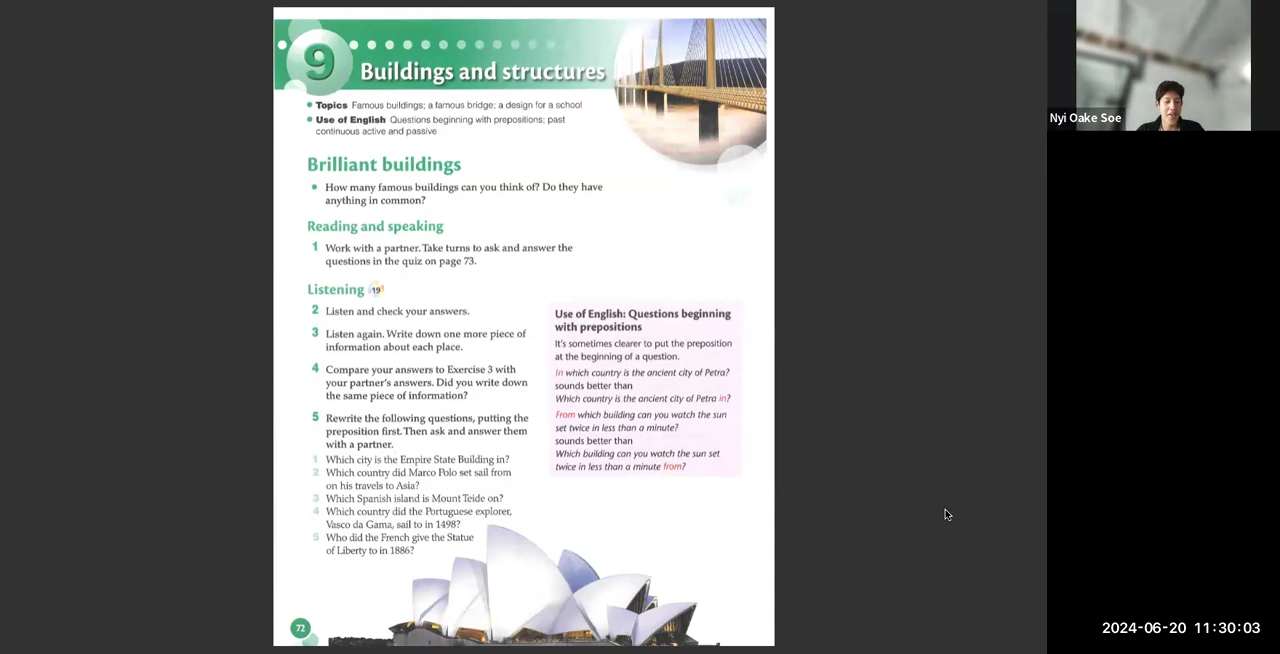 9
Buildings and structures
• Topics Famous buildings; a famous bridge; a design for a school
• Use of English Questions beginning with prepositions; past
continuous active and passive
Brilliant buildings
• How many famous buildings can you think of? Do they have
anything in common?
Reading and speaking
1 Work with a partner. Take turns to ask and answer the
questions in the quiz on page 73.
Listening 19
2 Listen and check your answers.
3 Listen again. Write down one more piece of
information about each place.
4 Compare your answers to Exercise 3 with
your partner's answers. Did you write down
the same piece of information?
5 Rewrite the following questions, putting the
preposition first. Then ask and answer them
with a partner.
1 Which city is the Empire State Building in?
2 Which country did Marco Polo set sail from
on his travels to Asia?
3 Which Spanish island is Mount Teide on?
4 Which country did the Portuguese explorer,
Vasco da Gama, sail to in 1498?
5 Who did the French give the Statue
of Liberty to in 1886?
Use of English: Questions beginning
with prepositions
It's sometimes clearer to put the preposition
at the beginning of a question.
In which country is the ancient city of Petra?
sounds better than
Which country is the ancient city of Petra in?
From which building can you watch the sun
set twice in less than a minute?
sounds better than
Which building can you watch the sun set
twice in less than a minute from?
72
Nyi Oake Soe
2024-06-20 11:30:03